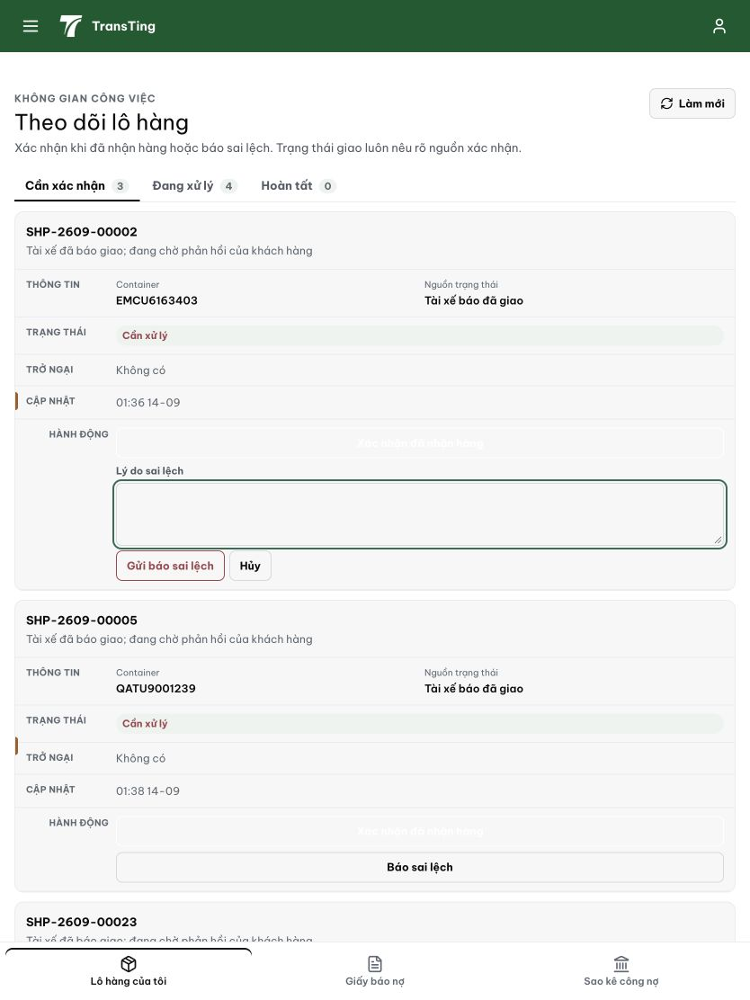 TransTing
KHÔNG GIAN CÔNG VIỆC
Theo dõi lô hàng
Làm mới
Xác nhận khi đã nhận hàng hoặc báo sai lệch. Trạng thái giao luôn nêu rõ nguồn xác nhận.
Cần xác nhận 3 Đang xử lý 4 Hoàn tất 0
SHP-2609-00002
Tài xế đã báo giao; đang chờ phản hồi của khách hàng
THÔNG TIN Container Nguồn trạng thái
EMCU6163403 Tài xế báo đã giao
TRẠNG THÁI Cần xử lý
TRỞ NGẠI Không có
CẬP NHẬT 01:36 14-09
HÀNH ĐỘNG Xác nhận đã nhận hàng
Lý do sai lệch
Gửi báo sai lệch Hủy
SHP-2609-00005
Tài xế đã báo giao; đang chờ phản hồi của khách hàng
THÔNG TIN Container Nguồn trạng thái
QATU9001239 Tài xế báo đã giao
TRẠNG THÁI Cần xử lý
TRỞ NGẠI Không có
CẬP NHẬT 01:38 14-09
HÀNH ĐỘNG Xác nhận đã nhận hàng
Báo sai lệch
SHP-2609-00023
Tài xế đã báo giao; đang chờ phản hồi của khách hàng
Lô hàng của tôi Giấy báo nợ Sao kê công nợ